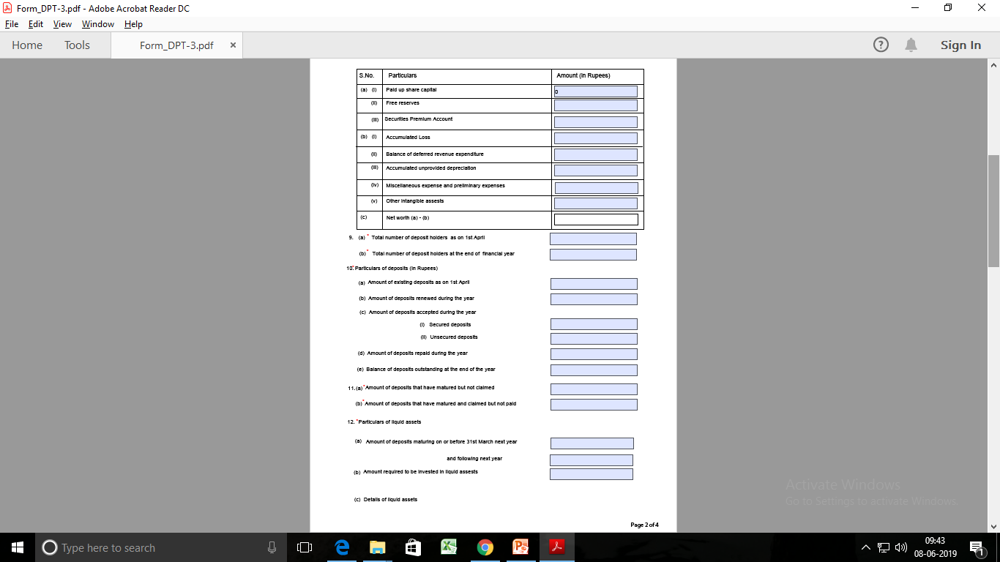 Form_DPT-3.pdf - Adobe Acrobat Reader DC
File Edit View Window Help
Home Tools Form_DPT-3.pdf × ? Sign In
S.No. Particulars Amount (in Rupees)
(a) (i) Paid up share capital 0
(ii) Free reserves
(iii) Securities Premium Account
(b) (i) Accumulated Loss
(ii) Balance of deferred revenue expenditure
(iii) Accumulated unprovided depreciation
(iv) Miscellaneous expense and preliminary expenses
(v) Other intangible assests
(c) Net worth (a) - (b)
9. (a) * Total number of deposit holders as on 1st April
(b) * Total number of deposit holders at the end of financial year
10.* Particulars of deposits (in Rupees)
(a) Amount of existing deposits as on 1st April
(b) Amount of deposits renewed during the year
(c) Amount of deposits accepted during the year
(i) Secured deposits
(ii) Unsecured deposits
(d) Amount of deposits repaid during the year
(e) Balance of deposits outstanding at the end of the year
11.(a) *Amount of deposits that have matured but not claimed
(b) *Amount of deposits that have matured and claimed but not paid
12. *Particulars of liquid assets
(a) Amount of deposits maturing on or before 31st March next year
and following next year
(b) Amount required to be invested in liquid assests
(c) Details of liquid assets
Page 2 of 4
Activate Windows
Go to Settings to activate Windows.
Type here to search
09:43
08-06-2019
1